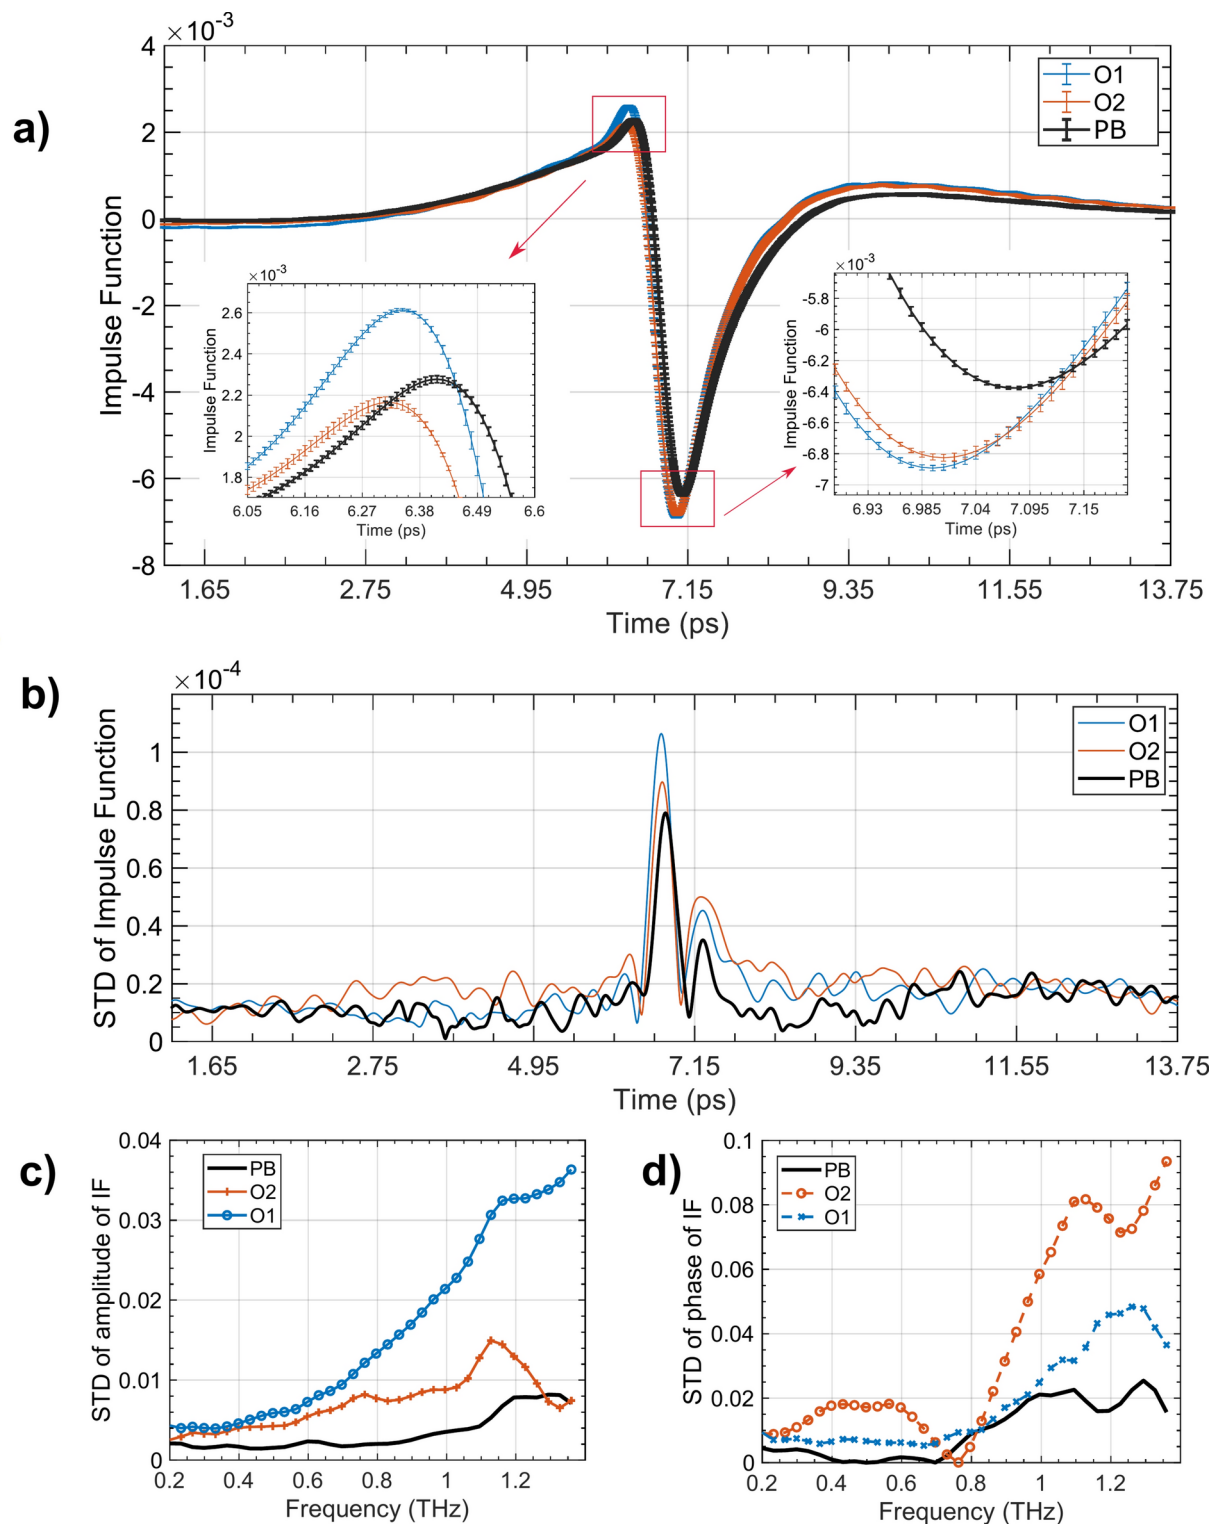 a)
×10-3
4
2
0
-2
-4
-6
-8
Impulse Function
O1
O2
PB
×10-3
2.6
2.4
2.2
2
1.8
Impulse Function
6.05 6.16 6.27 6.38 6.49 6.6
Time (ps)
×10-3
-5.8
-6
-6.2
-6.4
-6.6
-6.8
-7
Impulse Function
6.93 6.985 7.04 7.095 7.15
Time (ps)
1.65 2.75 4.95 7.15 9.35 11.55 13.75
Time (ps)
b)
×10-4
1
0.8
0.6
0.4
0.2
0
STD of Impulse Function
O1
O2
PB
1.65 2.75 4.95 7.15 9.35 11.55 13.75
Time (ps)
c)
0.04
0.03
0.02
0.01
0
STD of amplitude of IF
PB
O2
O1
0.2 0.4 0.6 0.8 1 1.2
Frequency (THz)
d)
0.1
0.08
0.06
0.04
0.02
0
STD of phase of IF
PB
O2
O1
0.2 0.4 0.6 0.8 1 1.2
Frequency (THz)